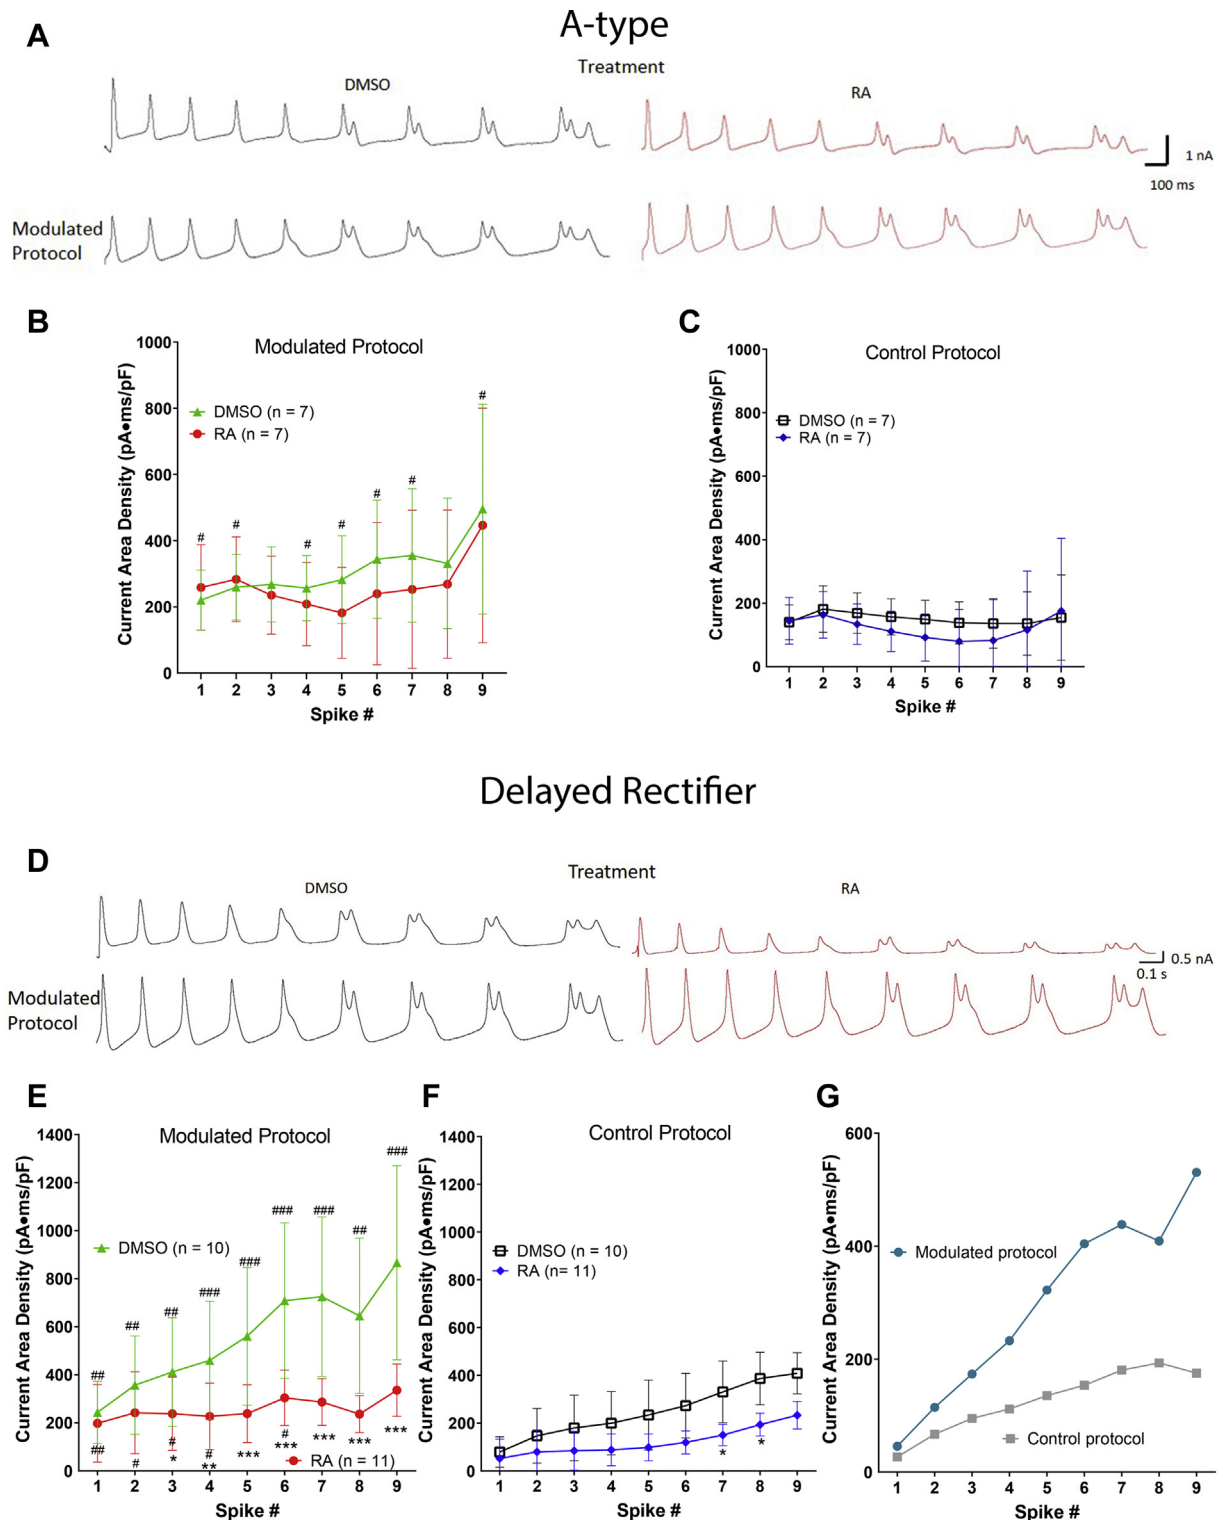 A-type
A
Treatment
DMSO
RA
1 nA
100 ms
Modulated
Protocol
B
Modulated Protocol
Current Area Density (pA•ms/pF)
1000
800
600
400
200
0
DMSO (n = 7)
RA (n = 7)
# # # # # # #
1 2 3 4 5 6 7 8 9
Spike #
C
Control Protocol
Current Area Density (pA•ms/pF)
1000
800
600
400
200
0
DMSO (n = 7)
RA (n = 7)
1 2 3 4 5 6 7 8 9
Spike #
Delayed Rectifier
D
Treatment
DMSO
RA
0.5 nA
0.1 s
Modulated
Protocol
E
Modulated Protocol
Current Area Density (pA•ms/pF)
1400
1200
1000
800
600
400
200
0
DMSO (n = 10)
## ## ## ### ### ### ### ## ###
## # # # #
* ** *** *** *** *** ***
RA (n = 11)
1 2 3 4 5 6 7 8 9
Spike #
F
Control Protocol
Current Area Density (pA•ms/pF)
1400
1200
1000
800
600
400
200
0
DMSO (n = 10)
RA (n= 11)
* *
1 2 3 4 5 6 7 8 9
Spike #
G
Current Area Density (pA•ms/pF)
600
400
200
0
Modulated protocol
Control protocol
1 2 3 4 5 6 7 8 9
Spike #